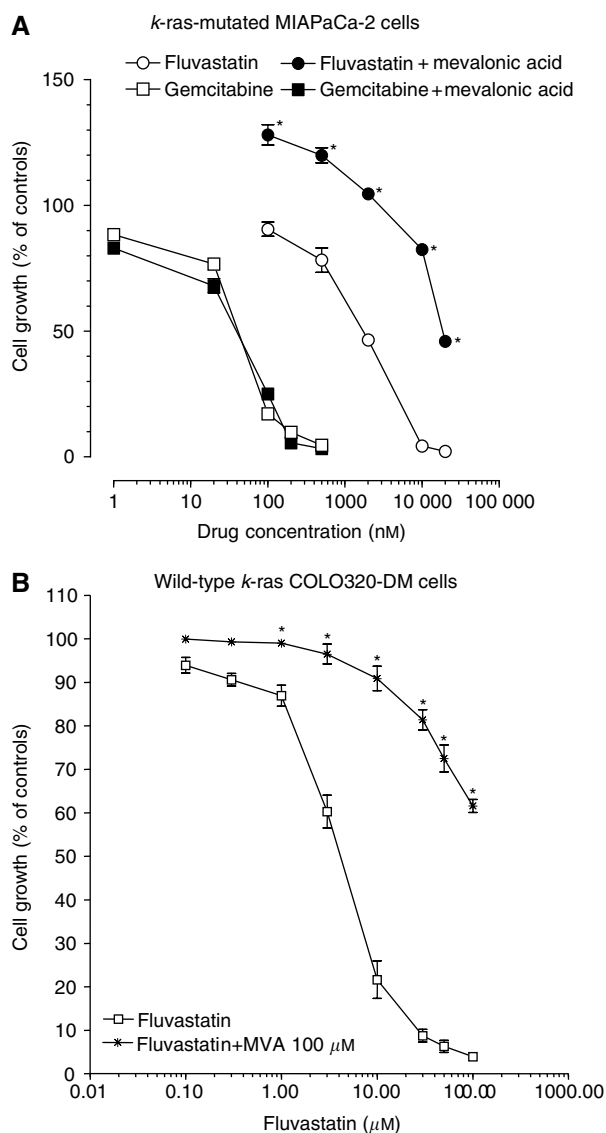 A
k-ras-mutated MIAPaCa-2 cells
Fluvastatin
Fluvastatin + mevalonic acid
Gemcitabine
Gemcitabine + mevalonic acid
150
100
50
0
Cell growth (% of controls)
*
*
*
*
*
1
10
100
1000
10 000
100 000
Drug concentration (nM)
B
Wild-type k-ras COLO320-DM cells
110
100
90
80
70
60
50
40
30
20
10
0
Cell growth (% of controls)
*
*
*
*
*
*
Fluvastatin
Fluvastatin+MVA 100 μM
0.01
0.10
1.00
10.00
100.00
1000.00
Fluvastatin (μM)